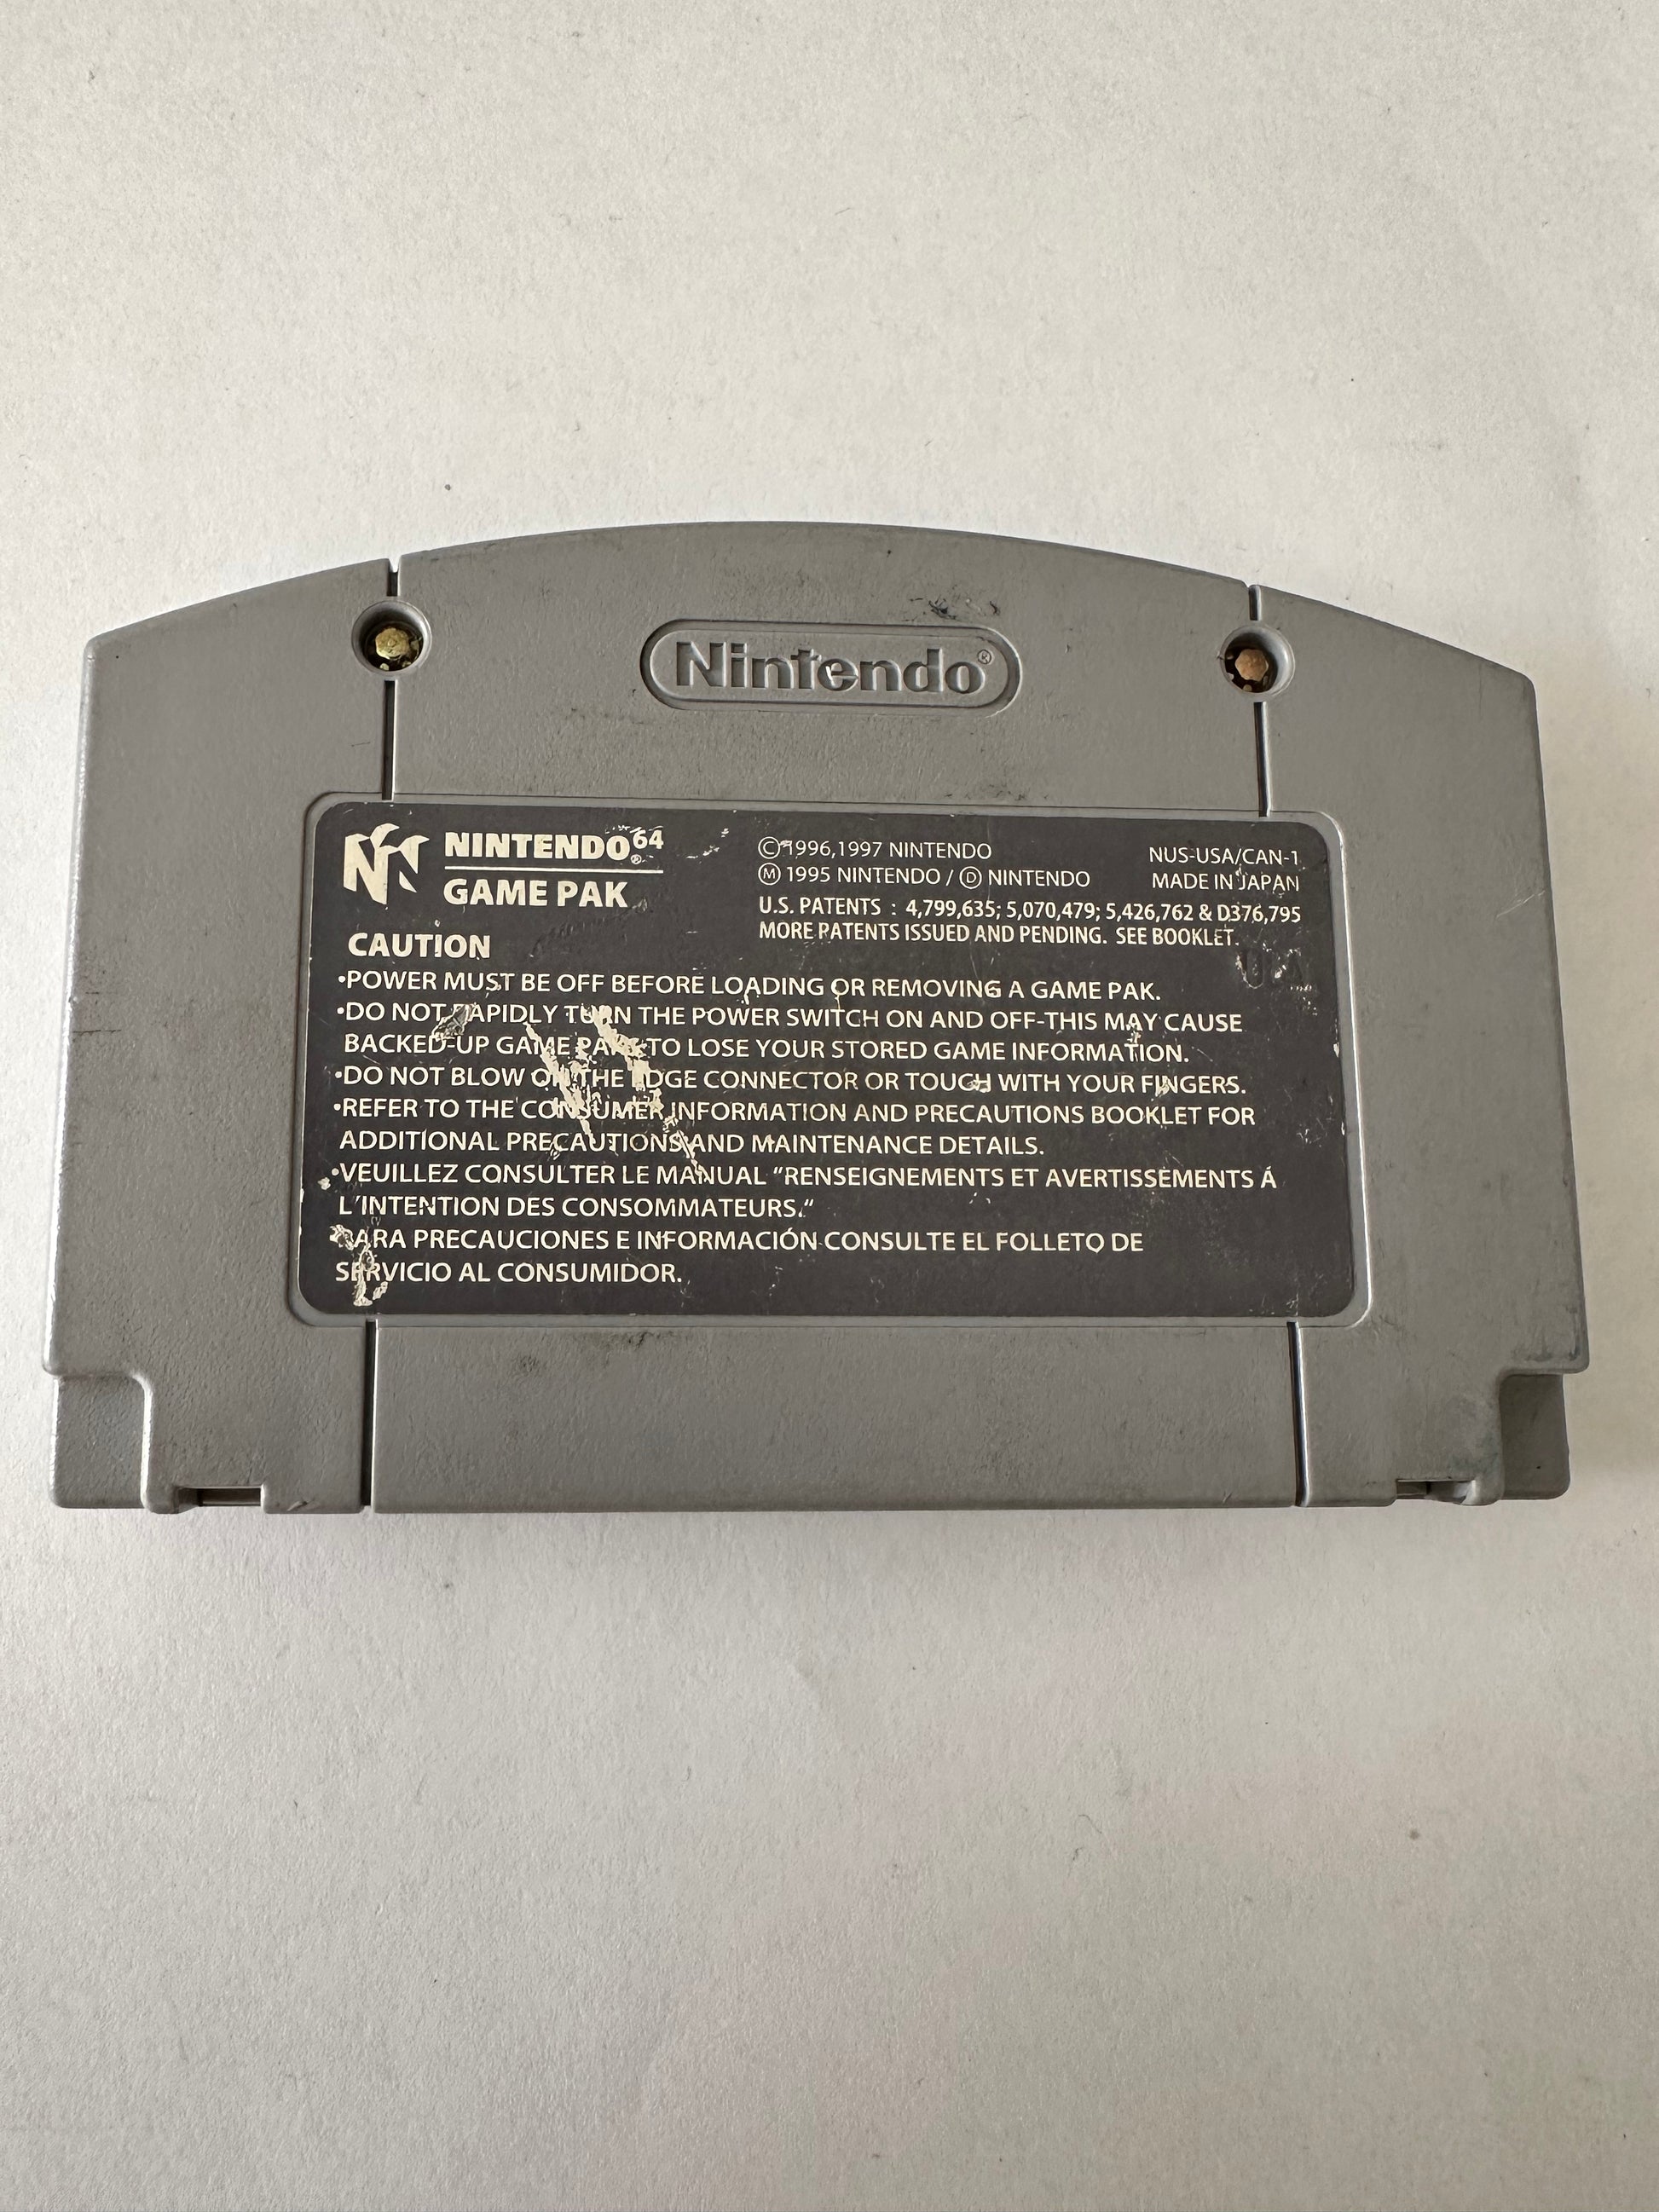 Nintendo®
NINTENDO⁶⁴®
GAME PAK
©1996,1997 NINTENDO
Ⓜ 1995 NINTENDO / Ⓓ NINTENDO
NUS-USA/CAN-1
MADE IN JAPAN
U.S. PATENTS : 4,799,635; 5,070,479; 5,426,762 & D376,795
MORE PATENTS ISSUED AND PENDING. SEE BOOKLET.
CAUTION
•POWER MUST BE OFF BEFORE LOADING OR REMOVING A GAME PAK.
•DO NOT RAPIDLY TURN THE POWER SWITCH ON AND OFF-THIS MAY CAUSE
BACKED-UP GAME PAKS TO LOSE YOUR STORED GAME INFORMATION.
•DO NOT BLOW ON THE EDGE CONNECTOR OR TOUCH WITH YOUR FINGERS.
•REFER TO THE CONSUMER INFORMATION AND PRECAUTIONS BOOKLET FOR
ADDITIONAL PRECAUTIONS AND MAINTENANCE DETAILS.
•VEUILLEZ CONSULTER LE MANUAL "RENSEIGNEMENTS ET AVERTISSEMENTS Á
L'INTENTION DES CONSOMMATEURS."
PARA PRECAUCIONES E INFORMACIÓN CONSULTE EL FOLLETO DE
SERVICIO AL CONSUMIDOR.